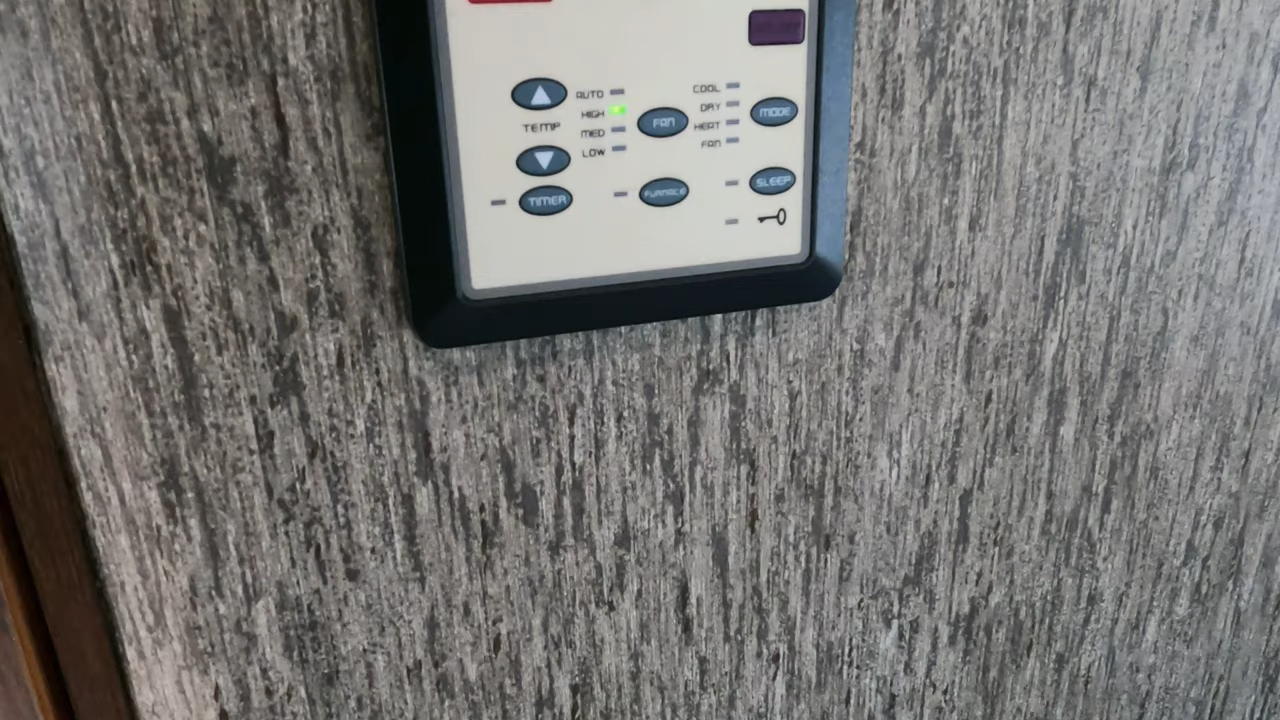 AUTO
HIGH
MED
LOW
TEMP
TIMER
FAN
FURNACE
COOL
DRY
HEAT
FAN
MODE
SLEEP